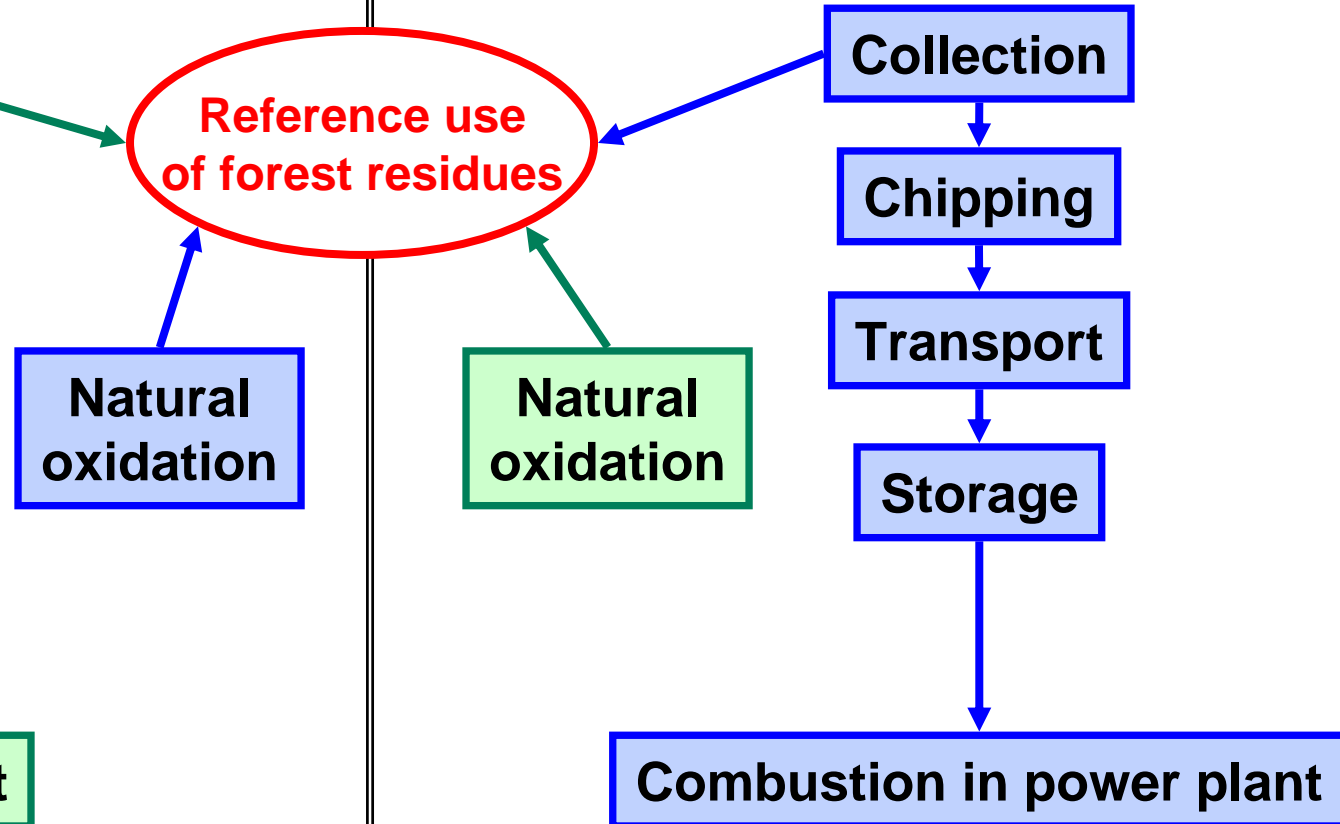 Reference use
of forest residues
Collection
Chipping
Transport
Natural
oxidation
Natural
oxidation
Storage
t
Combustion in power plant